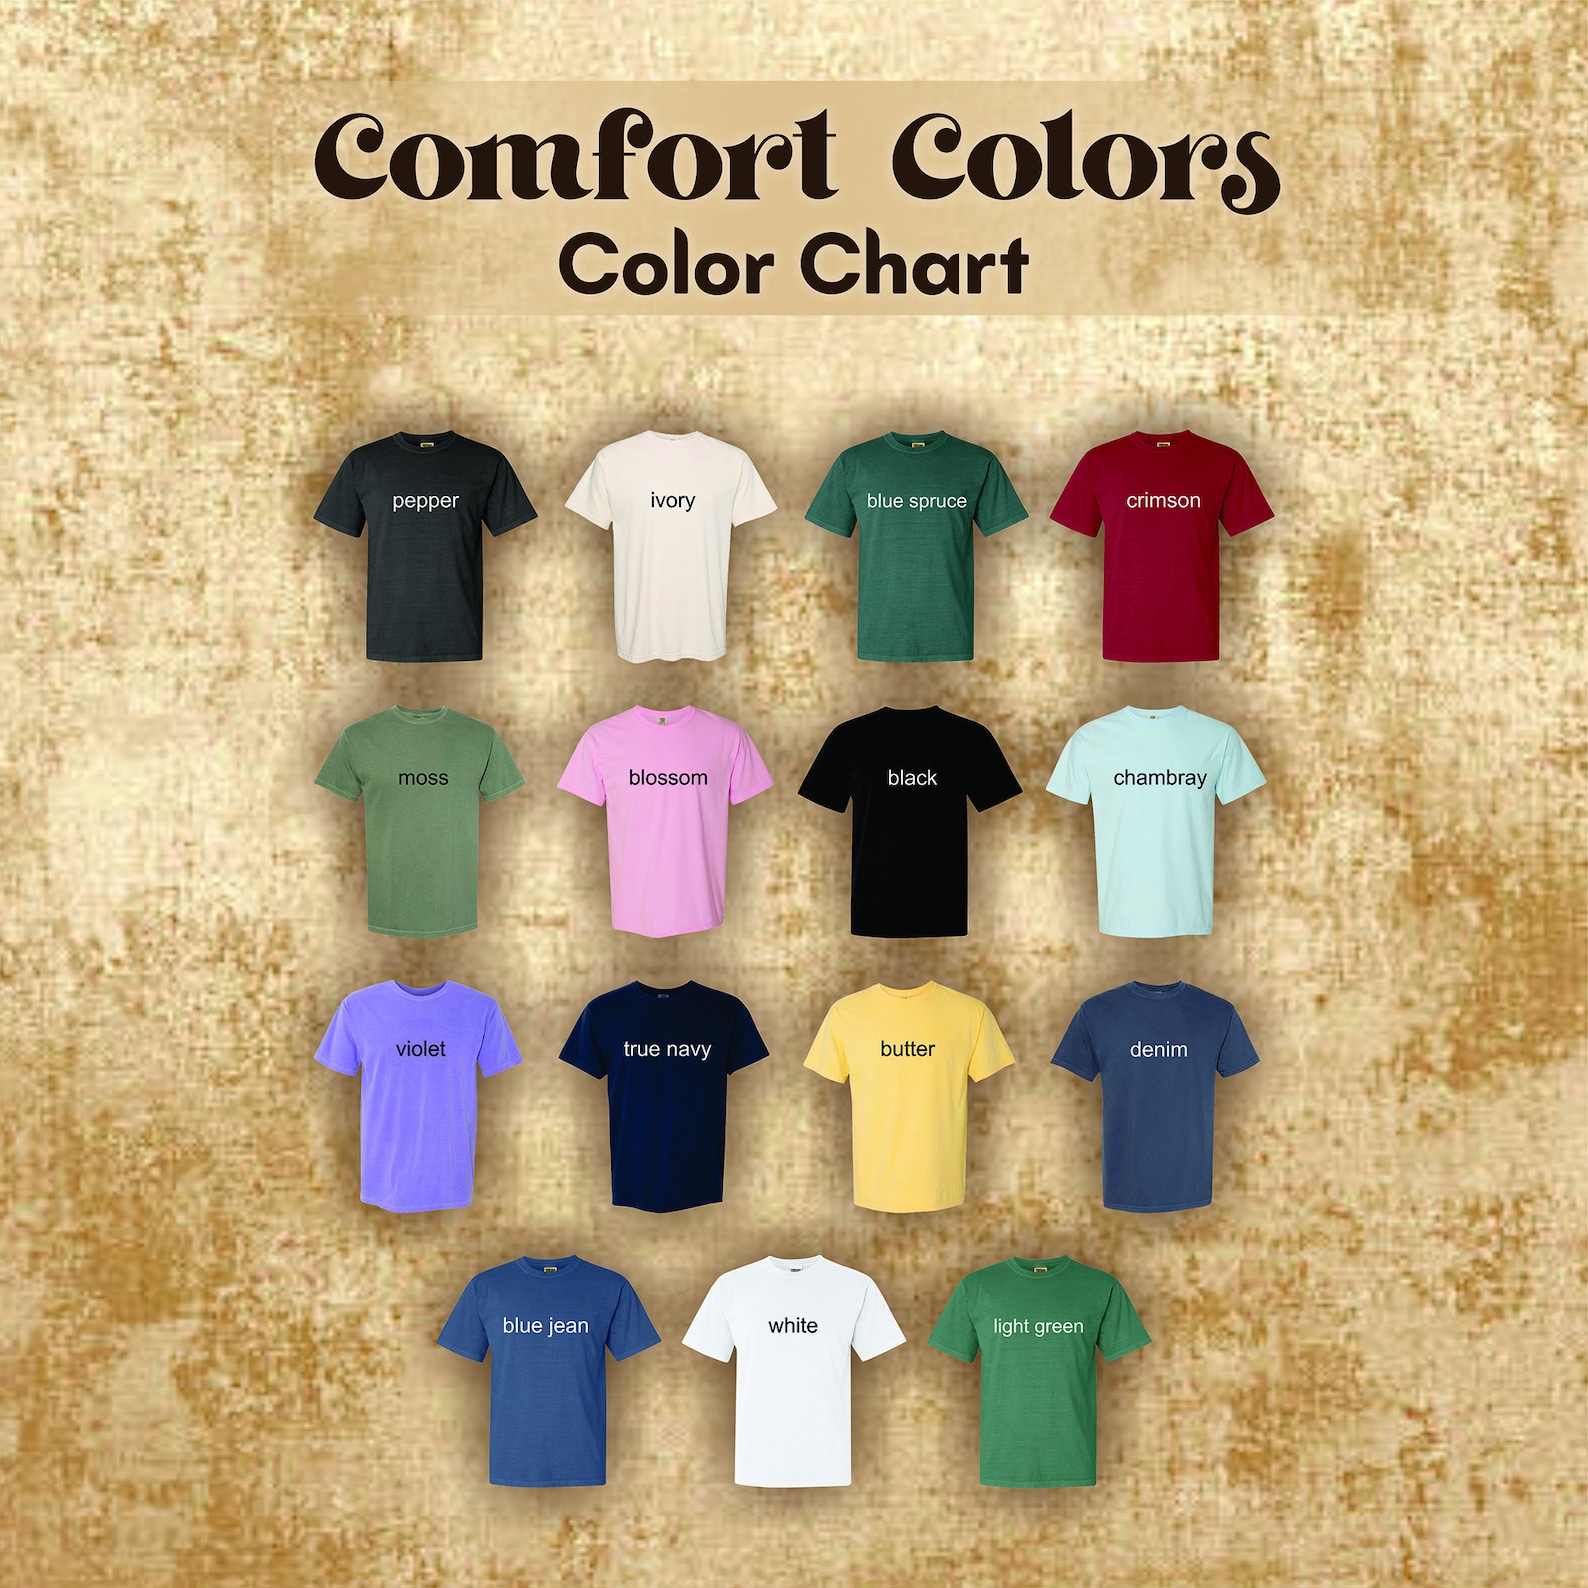 Comfort Colors
Color Chart
pepper
ivory
blue spruce
crimson
moss
blossom
black
chambray
violet
true navy
butter
denim
blue jean
white
light green